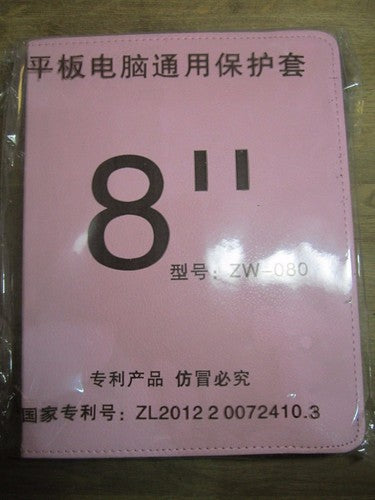 平板电脑通用保护套
8"
型号: ZW-080
专利产品 仿冒必究
国家专利号: ZL2012 2 0072410.3